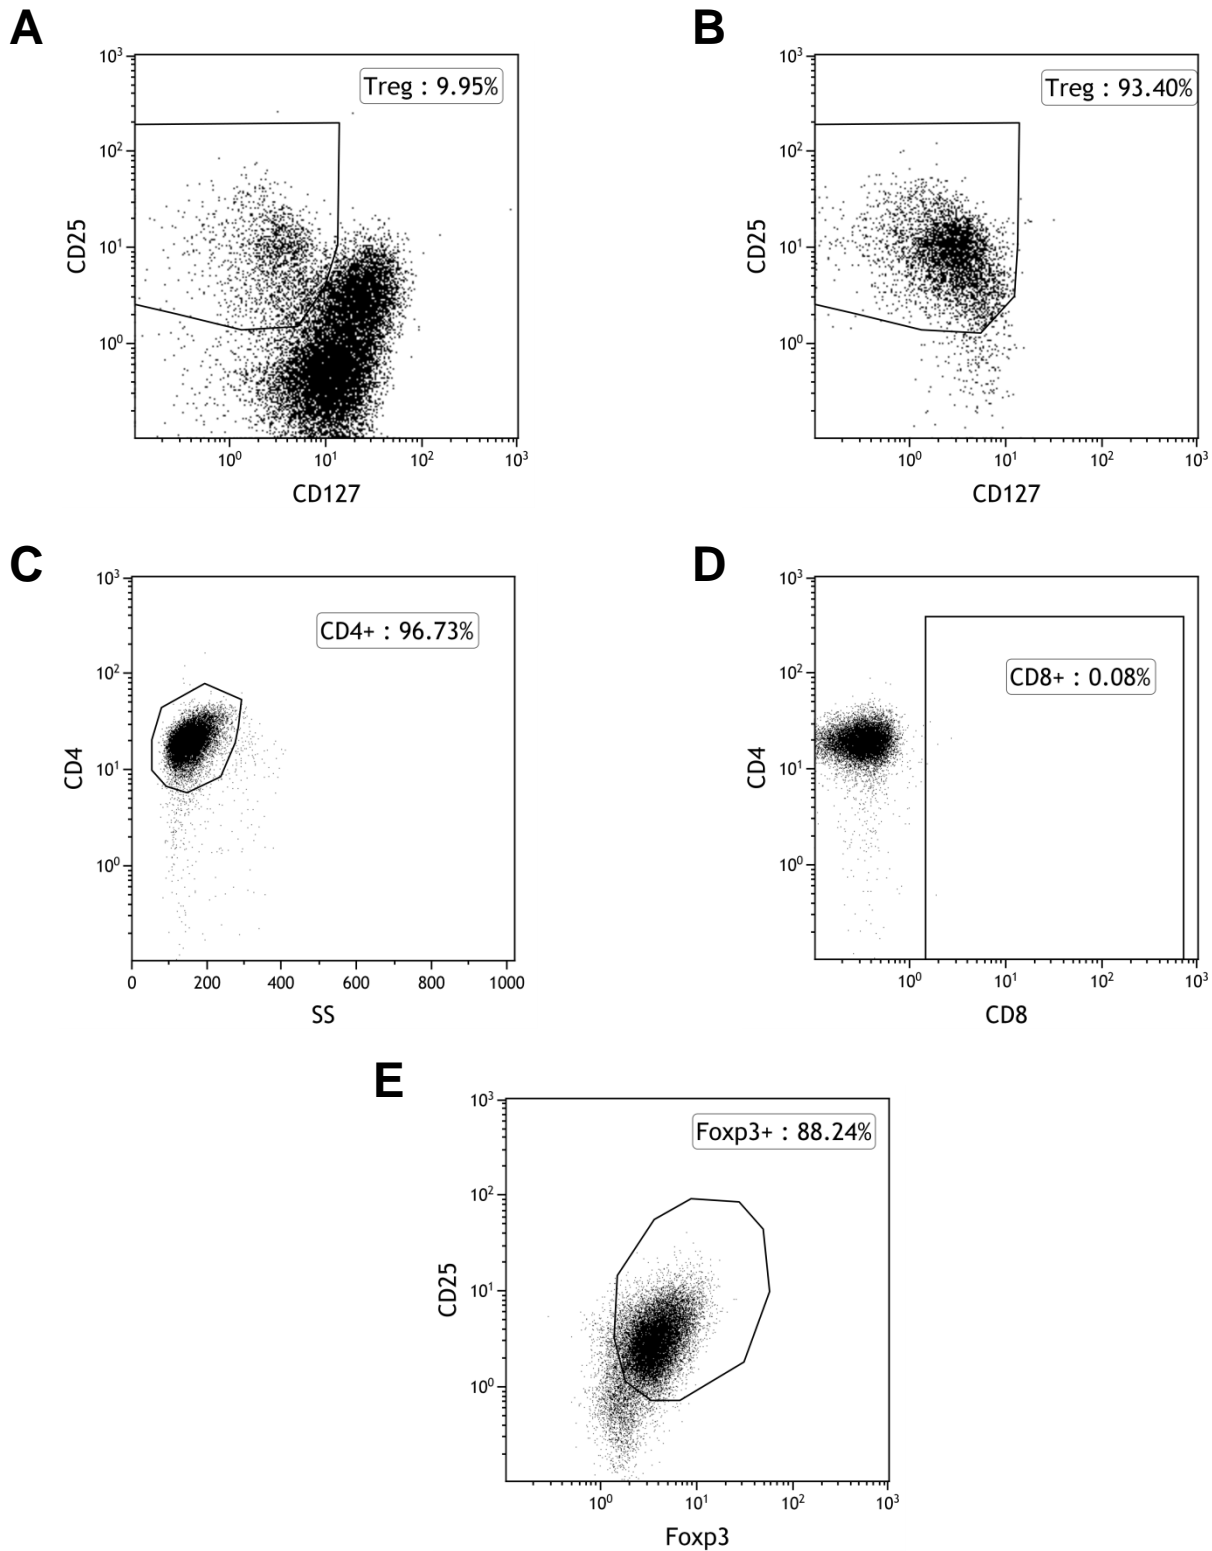 A
B
10³
10²
10¹
10⁰
CD25
Treg : 9.95%
10⁰ 10¹ 10² 10³
CD127
10³
10²
10¹
10⁰
CD25
Treg : 93.40%
10⁰ 10¹ 10² 10³
CD127
C
D
10³
10²
10¹
10⁰
CD4
CD4+ : 96.73%
0 200 400 600 800 1000
SS
10³
10²
10¹
10⁰
CD4
CD8+ : 0.08%
10⁰ 10¹ 10² 10³
CD8
E
10³
10²
10¹
10⁰
CD25
Foxp3+ : 88.24%
10⁰ 10¹ 10² 10³
Foxp3